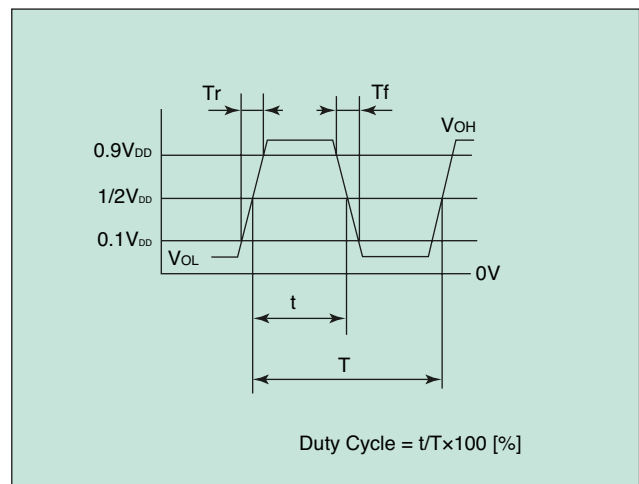 Tr
Tf
VOH
0.9VDD
1/2VDD
0.1VDD
VOL
0V
t
T
Duty Cycle = t/T×100 [%]